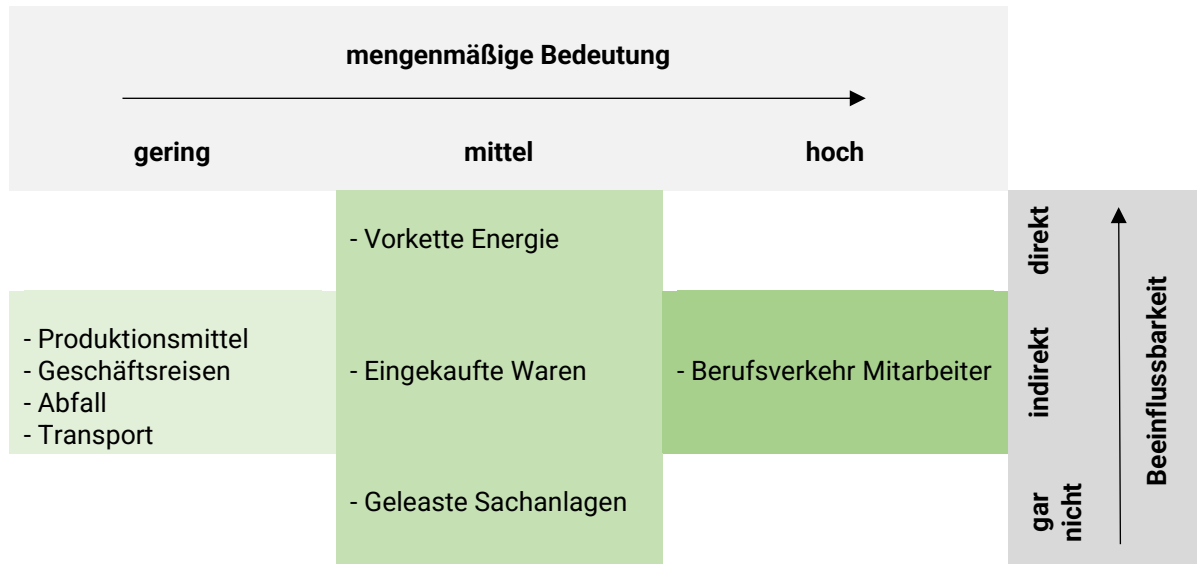 mengenmäßige Bedeutung
gering
mittel
hoch
- Vorkette Energie
direkt
- Produktionsmittel
- Geschäftsreisen
- Abfall
- Transport
- Eingekaufte Waren
- Berufsverkehr Mitarbeiter
indirekt
- Geleaste Sachanlagen
gar
nicht
Beeinflussbarkeit